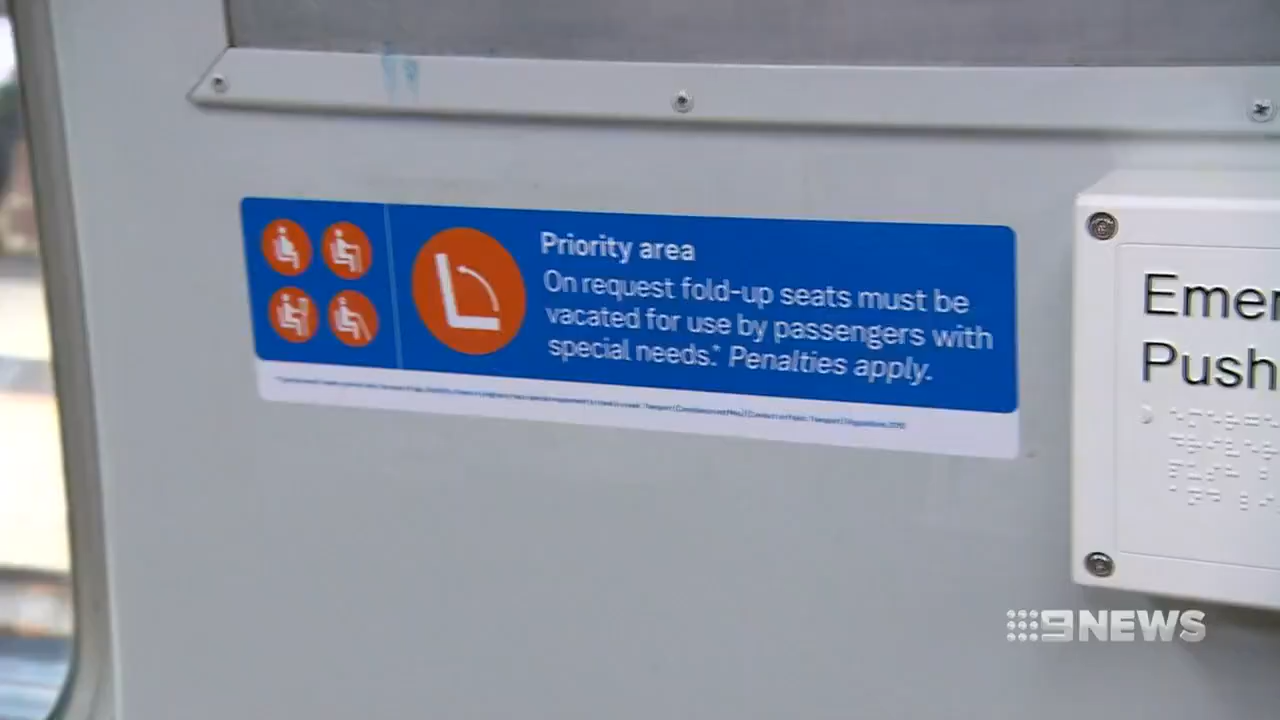 Priority area
On request fold-up seats must be
vacated for use by passengers with
special needs.* Penalties apply.
Emer
Push
9NEWS